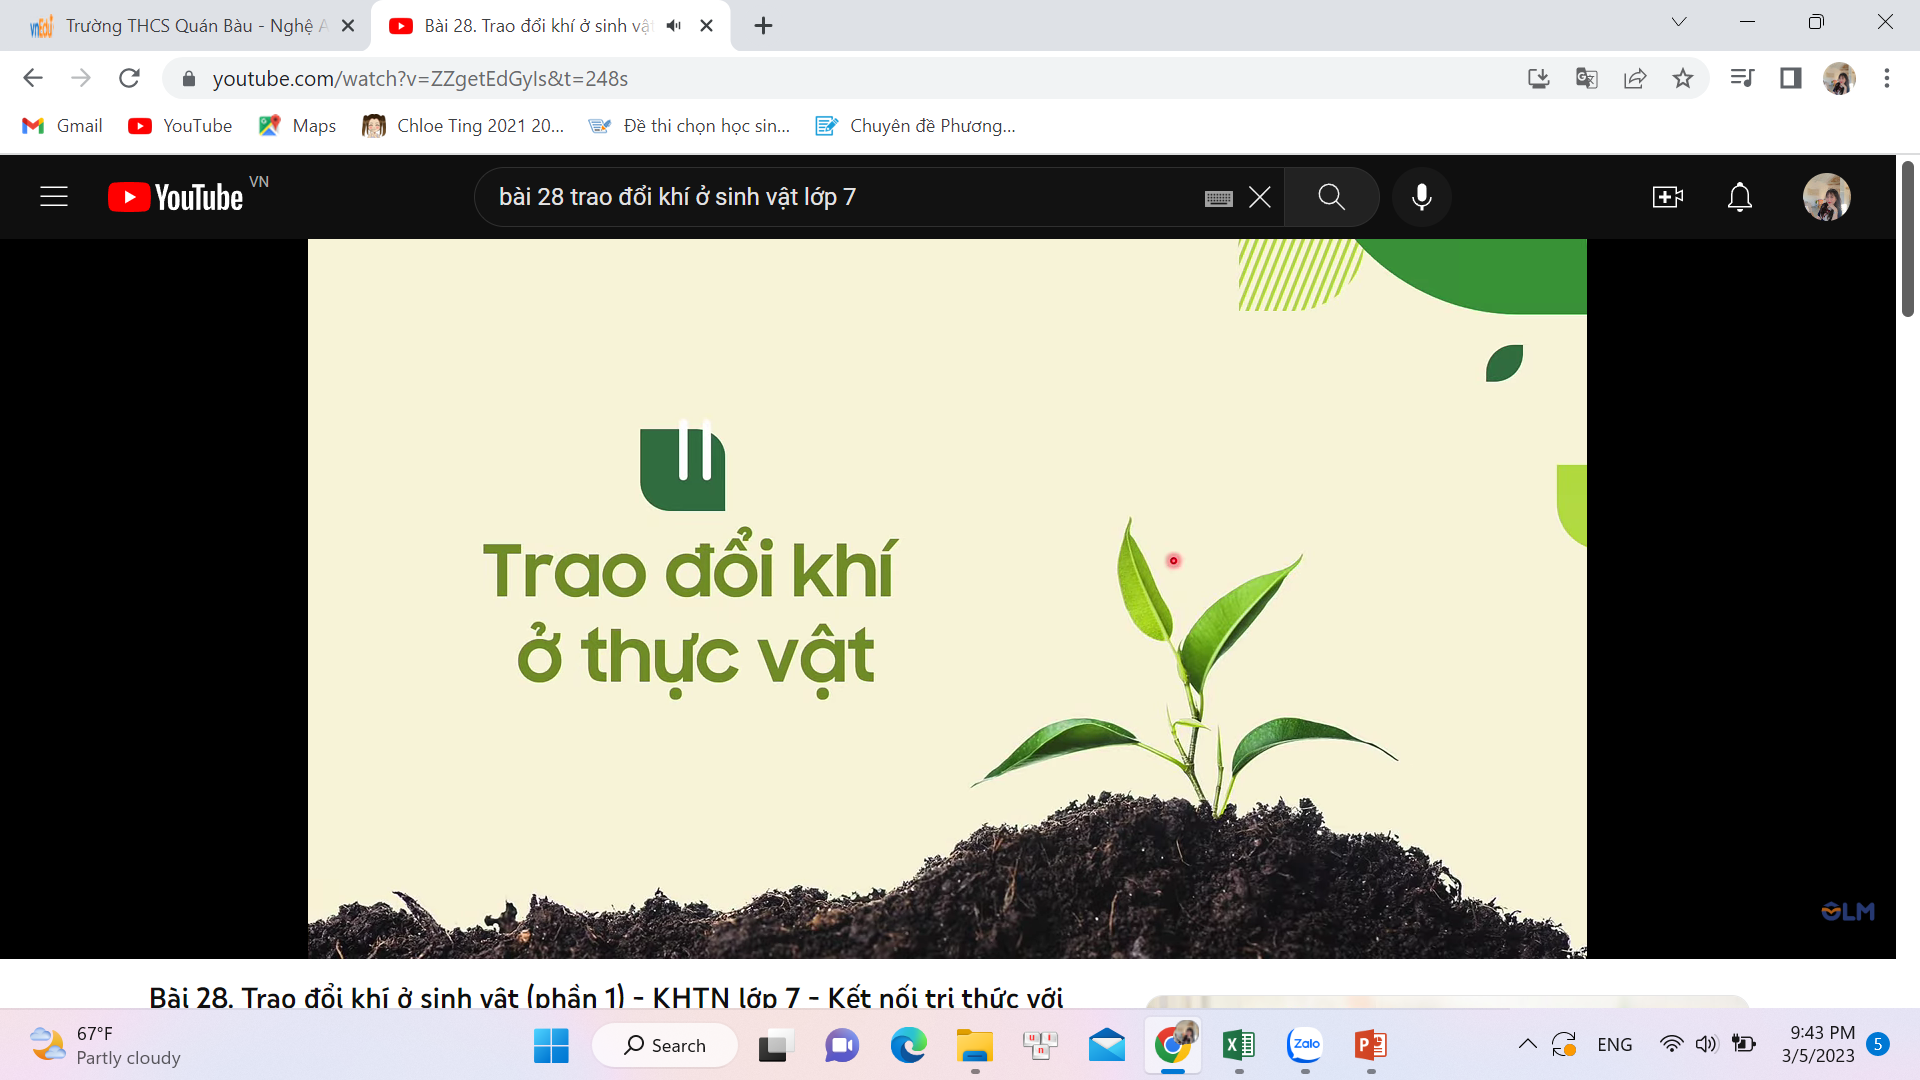 Trường THCS Quán Bàu - Nghệ A
Bài 28. Trao đổi khí ở sinh vật
youtube.com/watch?v=ZZgetEdGyIs&t=248s
Gmail
YouTube
Maps
Chloe Ting 2021 20...
Đề thi chọn học sin...
Chuyên đề Phương...
YouTube VN
bài 28 trao đổi khí ở sinh vật lớp 7
II
Trao đổi khí
ở thực vật
OLM
Bài 28. Trao đổi khí ở sinh vật (phần 1) - KHTN lớp 7 - Kết nối tri thức với
67°F
Partly cloudy
Search
Zalo
ENG
9:43 PM
3/5/2023
5